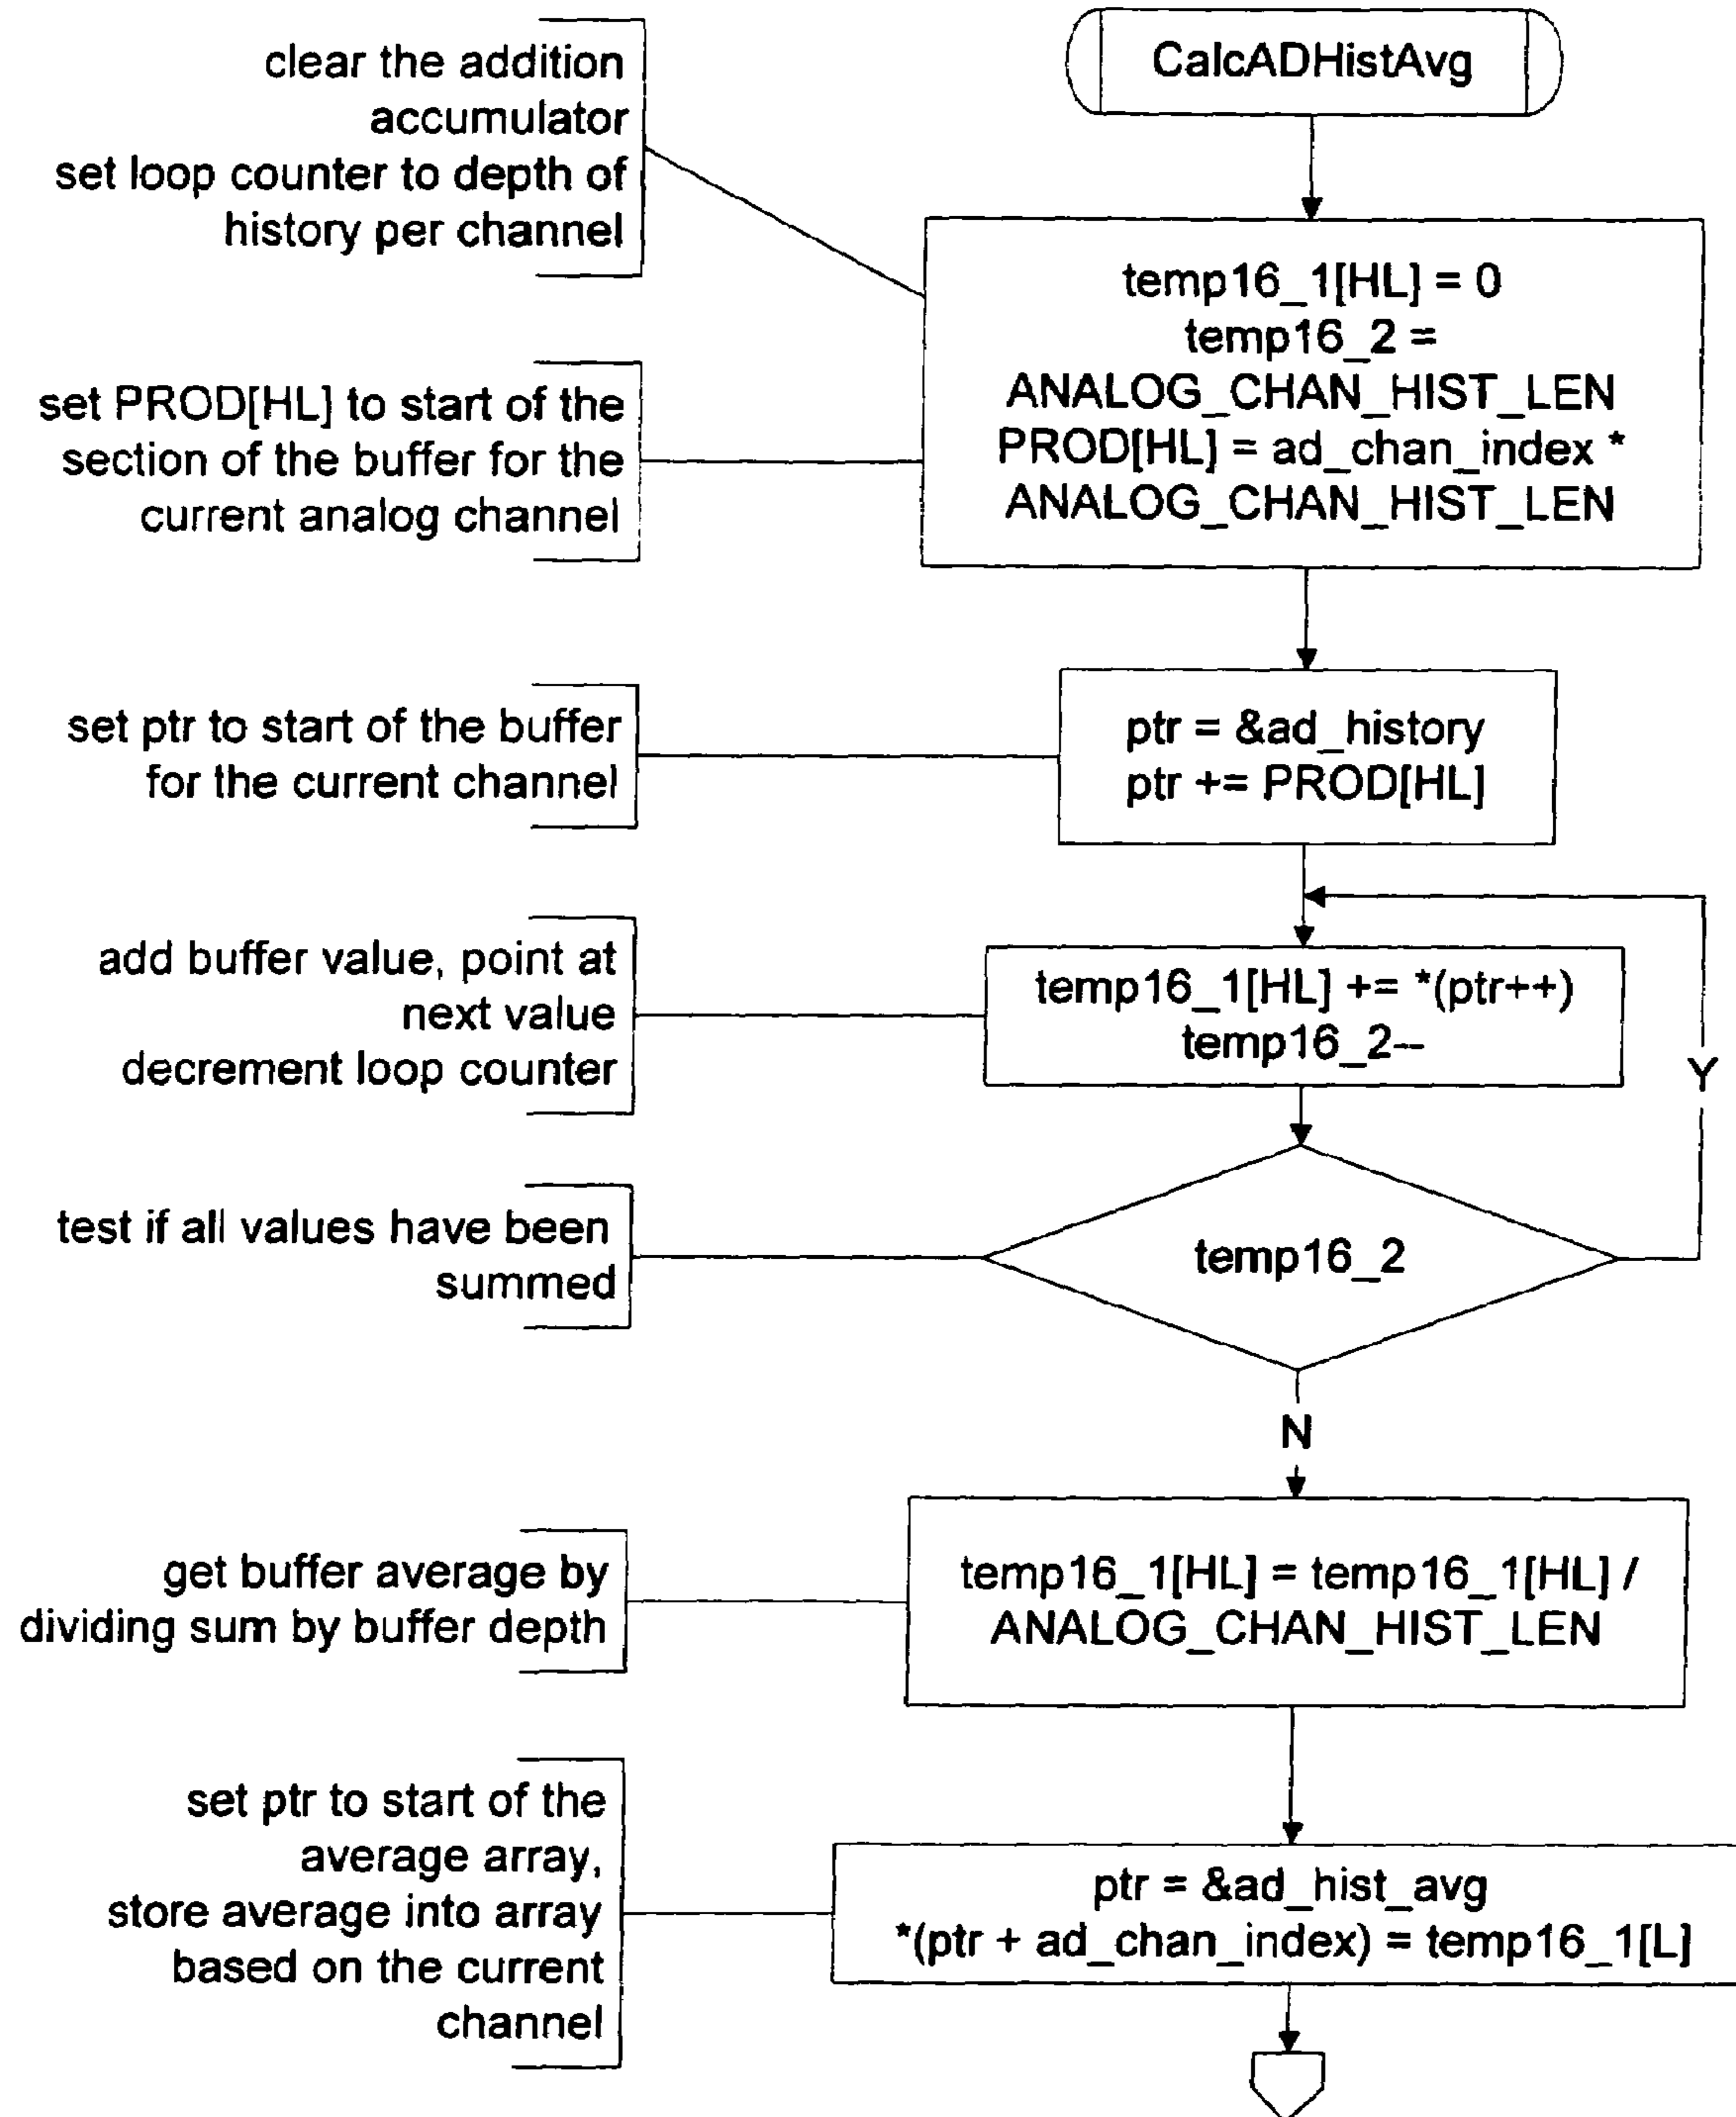 CalcADHistAvg
clear the addition
accumulator
set loop counter to depth of
history per channel
temp16_1[HL] = 0
temp16_2 =
ANALOG_CHAN_HIST_LEN
PROD[HL] = ad_chan_index *
ANALOG_CHAN_HIST_LEN
set PROD[HL] to start of the
section of the buffer for the
current analog channel
set ptr to start of the buffer
for the current channel
ptr = &ad_history
ptr += PROD[HL]
add buffer value, point at
next value
decrement loop counter
temp16_1[HL] += *(ptr++)
temp16_2--
Y
test if all values have been
summed
temp16_2
N
get buffer average by
dividing sum by buffer depth
temp16_1[HL] = temp16_1[HL] /
ANALOG_CHAN_HIST_LEN
set ptr to start of the
average array,
store average into array
based on the current
channel
ptr = &ad_hist_avg
*(ptr + ad_chan_index) = temp16_1[L]